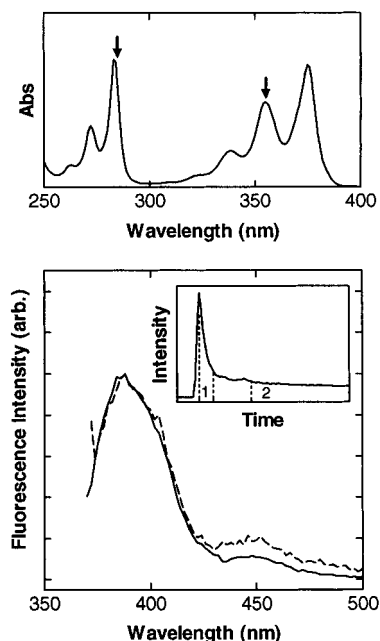 Abs
250
300
350
400
Wavelength (nm)
Fluorescence Intensity (arb.)
Intensity
1
2
Time
350
400
450
500
Wavelength (nm)